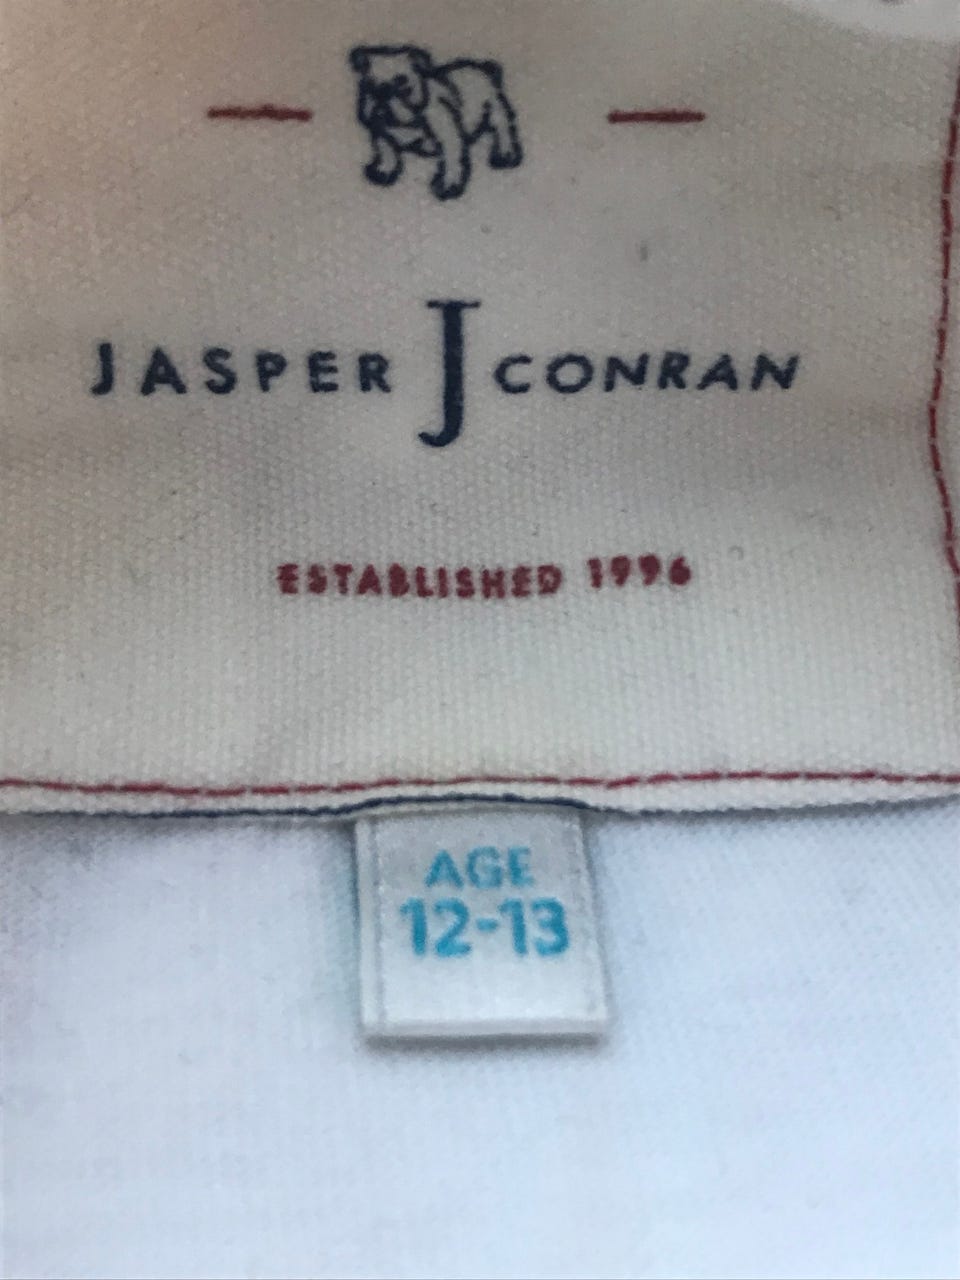 JASPER J CONRAN
ESTABLISHED 1996
AGE
12-13